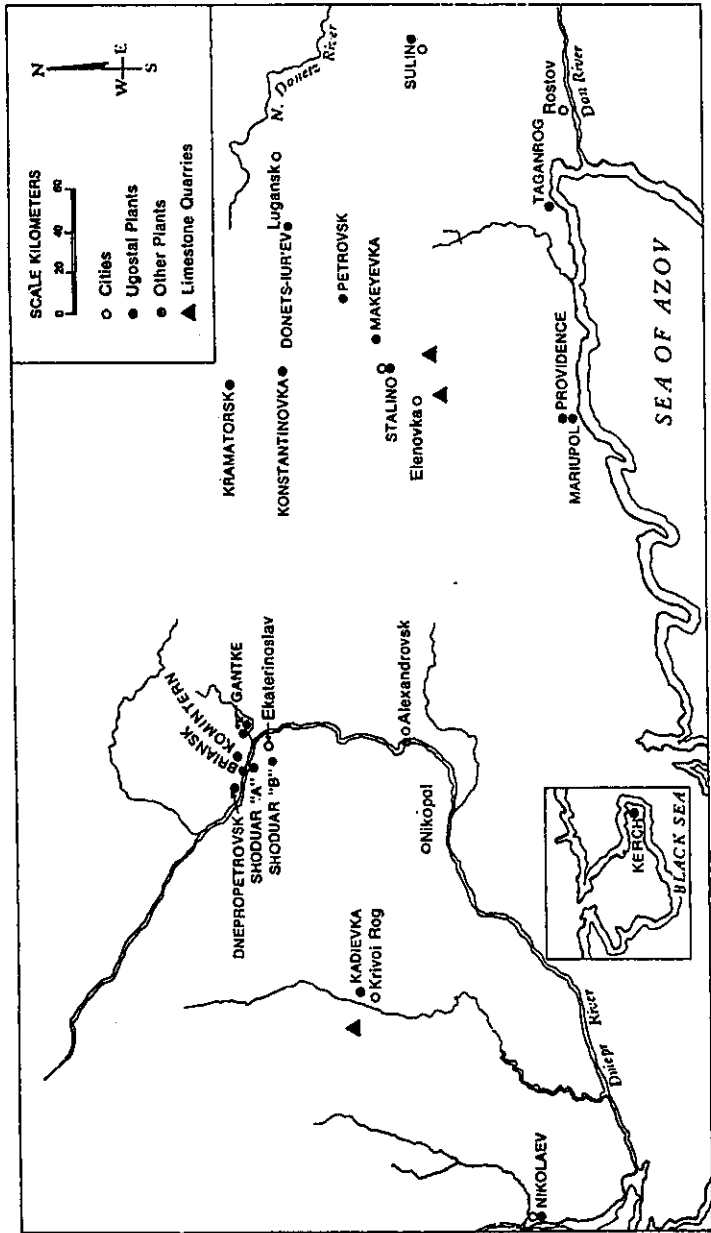 N
W E
S
SCALE KILOMETERS
0 20 40 60
Cities
Ugostal Plants
Other Plants
Limestone Quarries
N. Donetz River
KRAMATORSK
KONSTANTINOVKA
DONETS-IUR'EV
Lugansko
PETROVSK
MAKEYEVKA
STALINO
Elenovka
SULIN
TAGANROG
Rostov
Don River
PROVIDENCE
MARIUPOL
SEA OF AZOV
BRIANSK
KOMINTERN
GANTKE
Ekaterinoslav
DNEPROPETROVSK
SHODUAR "A"
SHODUAR "B"
Alexandrovsk
Nikopol
KADIEVKA
Krivoi Rog
Dniepr River
NIKOLAEV
KERCH
BLACK SEA